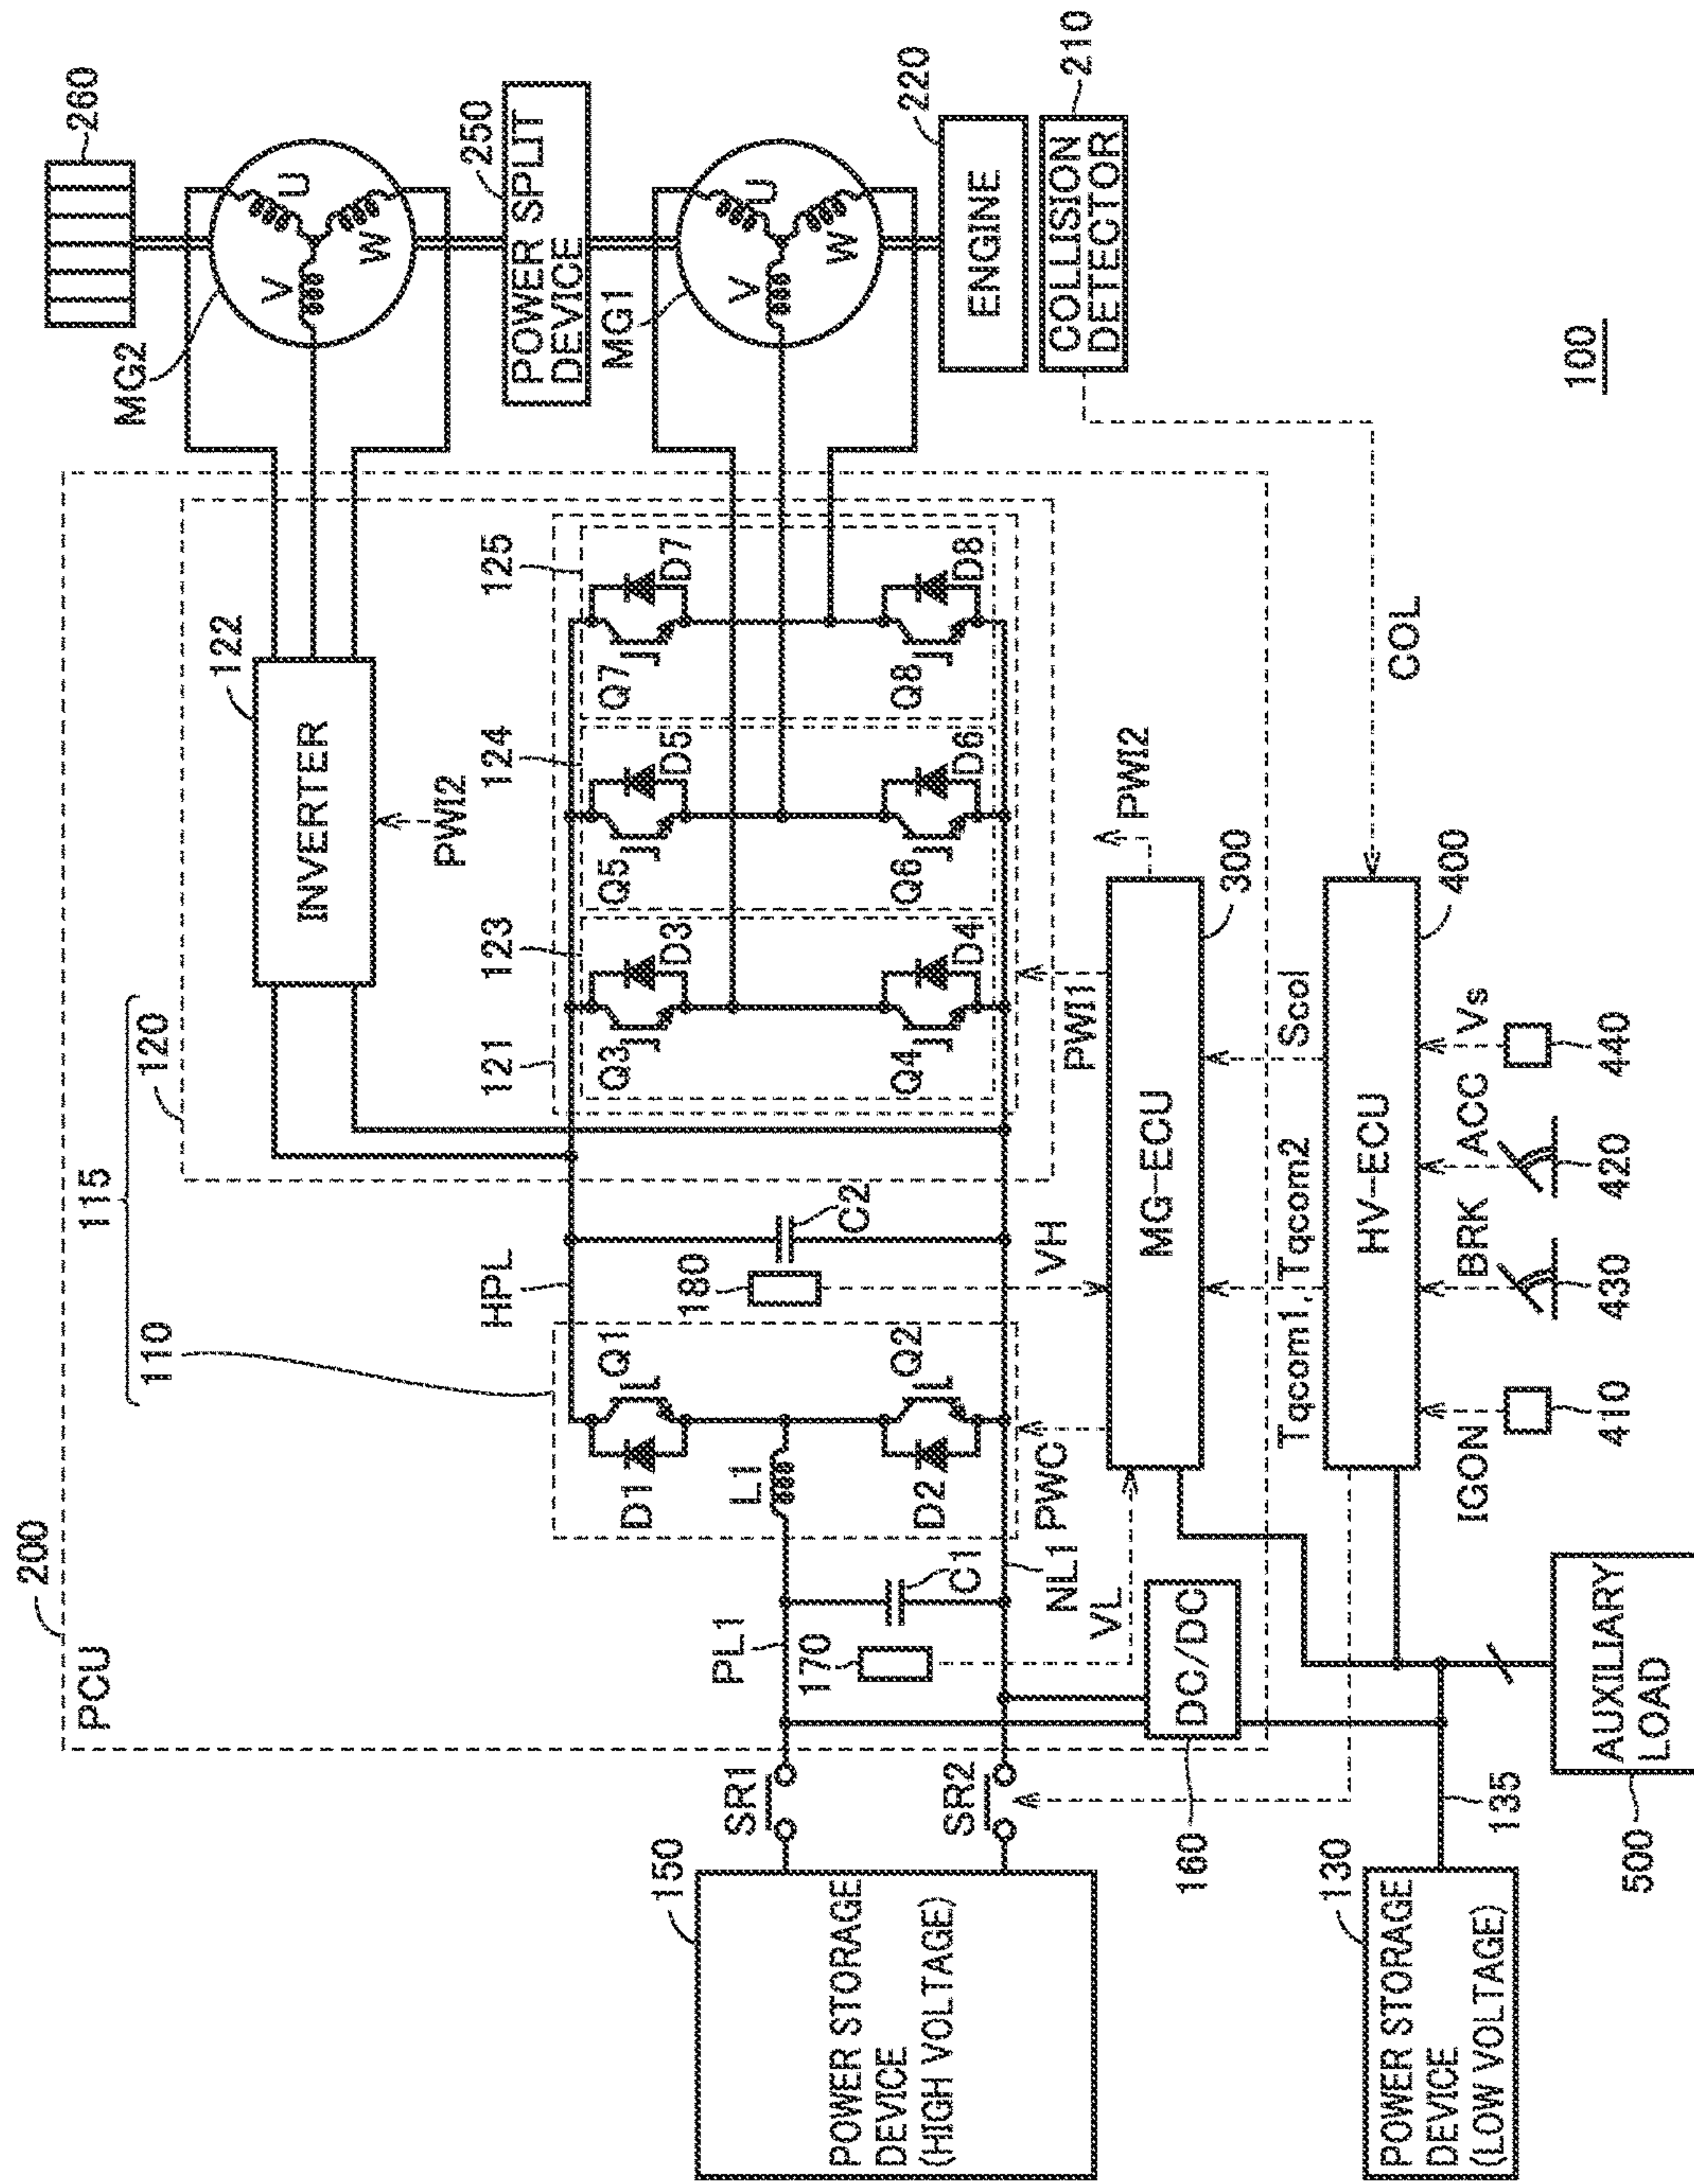 200
PCU
115
110
120
122
INVERTER
PWI2
MG2
260
150
POWER STORAGE
DEVICE
(HIGH VOLTAGE)
SR1
SR2
PL1
170
C1
NL1
VL
D1
Q1
L1
D2
Q2
PWC
HPL
180
C2
VH
121
123
124
125
Q3
D3
Q5
D5
Q7
D7
Q4
D4
Q6
D6
Q8
D8
V
U
W
250
POWER SPLIT
DEVICE
MG1
V
U
W
220
ENGINE
210
COLLISION
DETECTOR
160
DC/DC
MG-ECU
300
PWI1
PWI2
Tqcom1, Tqcom2
Scol
HV-ECU
400
COL
IGON
BRK
ACC
Vs
410
430
420
440
130
POWER STORAGE
DEVICE
(LOW VOLTAGE)
135
500
AUXILIARY
LOAD
100